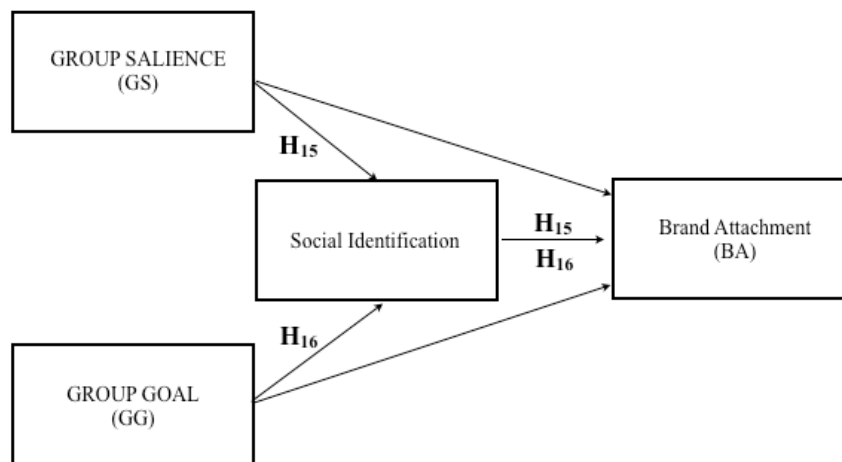 GROUP SALIENCE
(GS)
H15
Social Identification
H15
H16
Brand Attachment
(BA)
H16
GROUP GOAL
(GG)